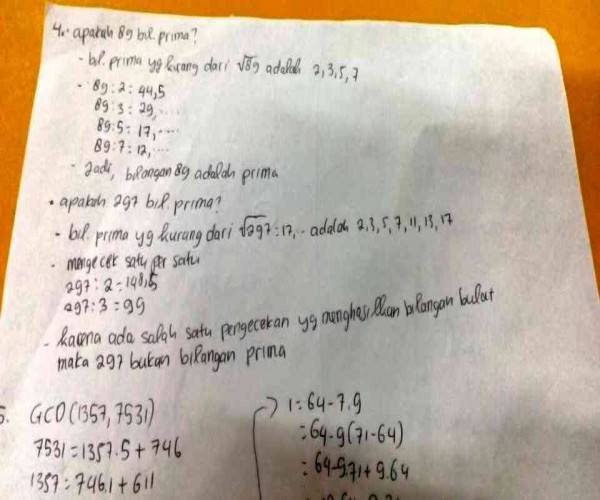 4. • apakah 89 bil prima?
- bil. prima yg kurang dari √89 adalah 2,3,5,7
- 89:2 = 44,5
89:3 = 29,....
89:5 = 17,....
89:7 = 12,....
- Jadi, bilangan 89 adalah prima
• apakah 297 bil. prima?
- bil. prima yg kurang dari √297 = 17,.. adalah 2,3,5,7,11,13,17
- mengecek satu per satu
297:2 = 148,5
297:3 = 99
- karena ada salah satu pengecekan yg menghasilkan bilangan bulat
maka 297 bukan bilangan prima
5. GCD (1357, 7531)
7531 = 1357.5 + 746
1357 = 746.1 + 611
1 = 64 - 7.9
= 64 - 9(71-64)
= 64 - 9.71 + 9.64